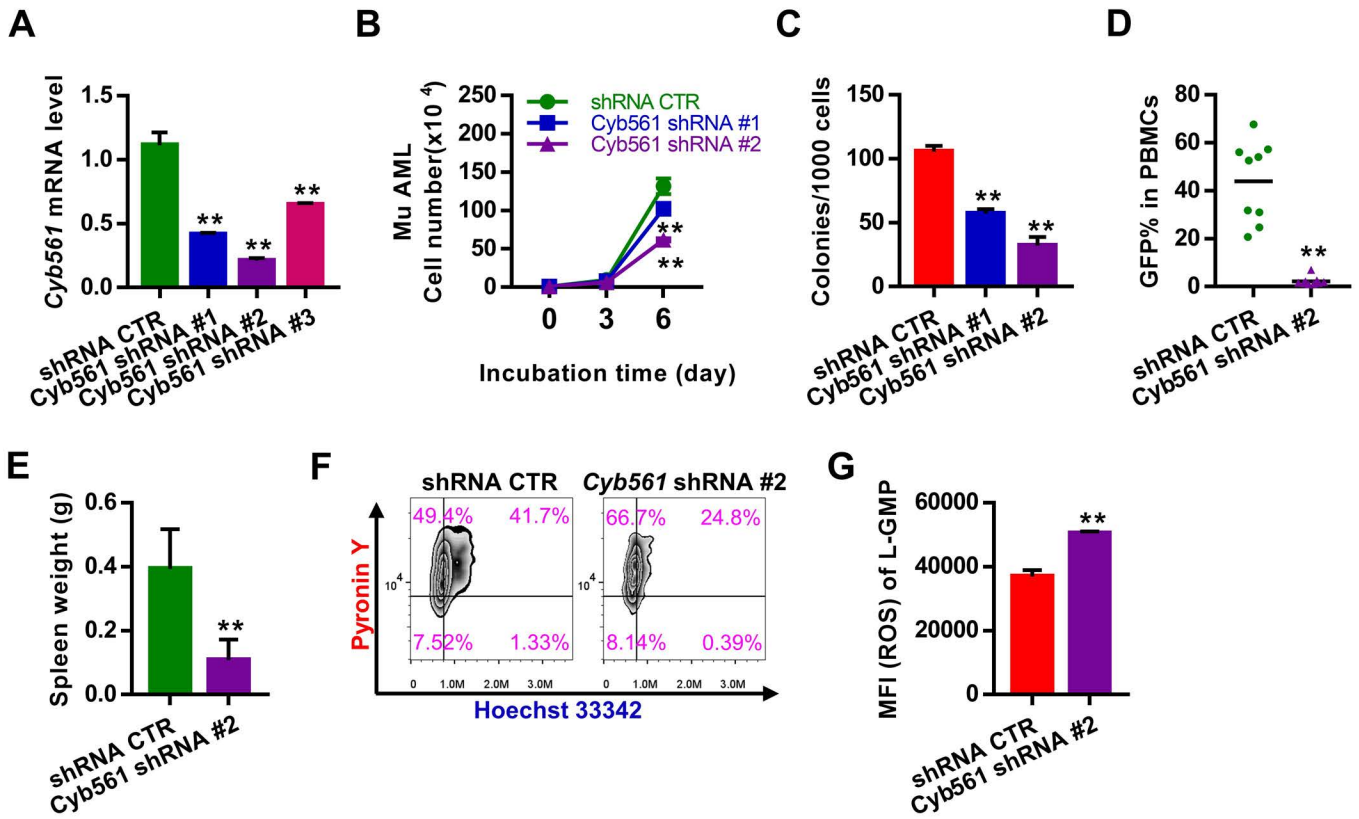 A
Cyb561 mRNA level
1.5
1.0
0.5
0.0
**
**
**
shRNA CTR
Cyb561 shRNA #1
Cyb561 shRNA #2
Cyb561 shRNA #3
B
Mu AML
Cell number(x10 4)
250
200
150
100
50
0
shRNA CTR
Cyb561 shRNA #1
Cyb561 shRNA #2
**
**
0 3 6
Incubation time (day)
C
Colonies/1000 cells
150
100
50
0
**
**
shRNA CTR
Cyb561 shRNA #1
Cyb561 shRNA #2
D
GFP% in PBMCs
80
60
40
20
0
**
shRNA CTR
Cyb561 shRNA #2
E
Spleen weight (g)
0.6
0.4
0.2
0.0
**
shRNA CTR
Cyb561 shRNA #2
F
shRNA CTR
Cyb561 shRNA #2
Pyronin Y
49.4% 41.7%
10 4
7.52% 1.33%
0 1.0M 2.0M 3.0M
66.7% 24.8%
10 4
8.14% 0.39%
0 1.0M 2.0M 3.0M
Hoechst 33342
G
MFI (ROS) of L-GMP
60000
40000
20000
0
**
shRNA CTR
Cyb561 shRNA #2